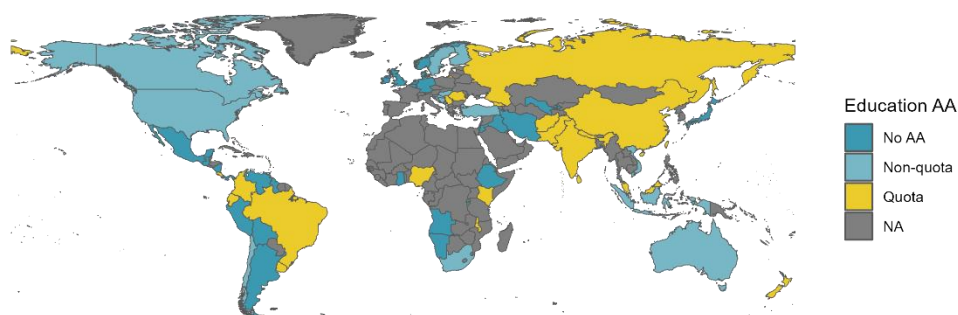 Education AA
No AA
Non-quota
Quota
NA